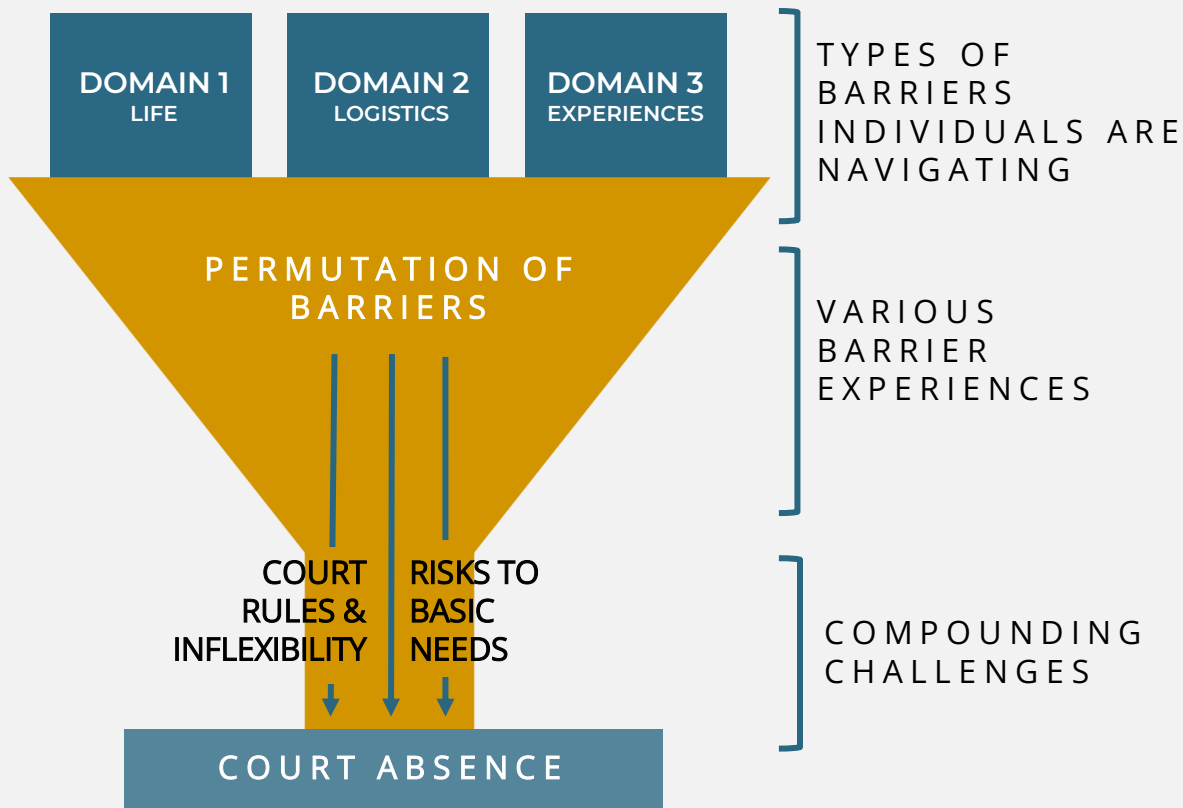 DOMAIN 1
LIFE
DOMAIN 2
LOGISTICS
DOMAIN 3
EXPERIENCES
TYPES OF
BARRIERS
INDIVIDUALS ARE
NAVIGATING
PERMUTATION OF
BARRIERS
VARIOUS
BARRIER
EXPERIENCES
COURT
RULES &
INFLEXIBILITY
RISKS TO
BASIC
NEEDS
COMPOUNDING
CHALLENGES
COURT ABSENCE